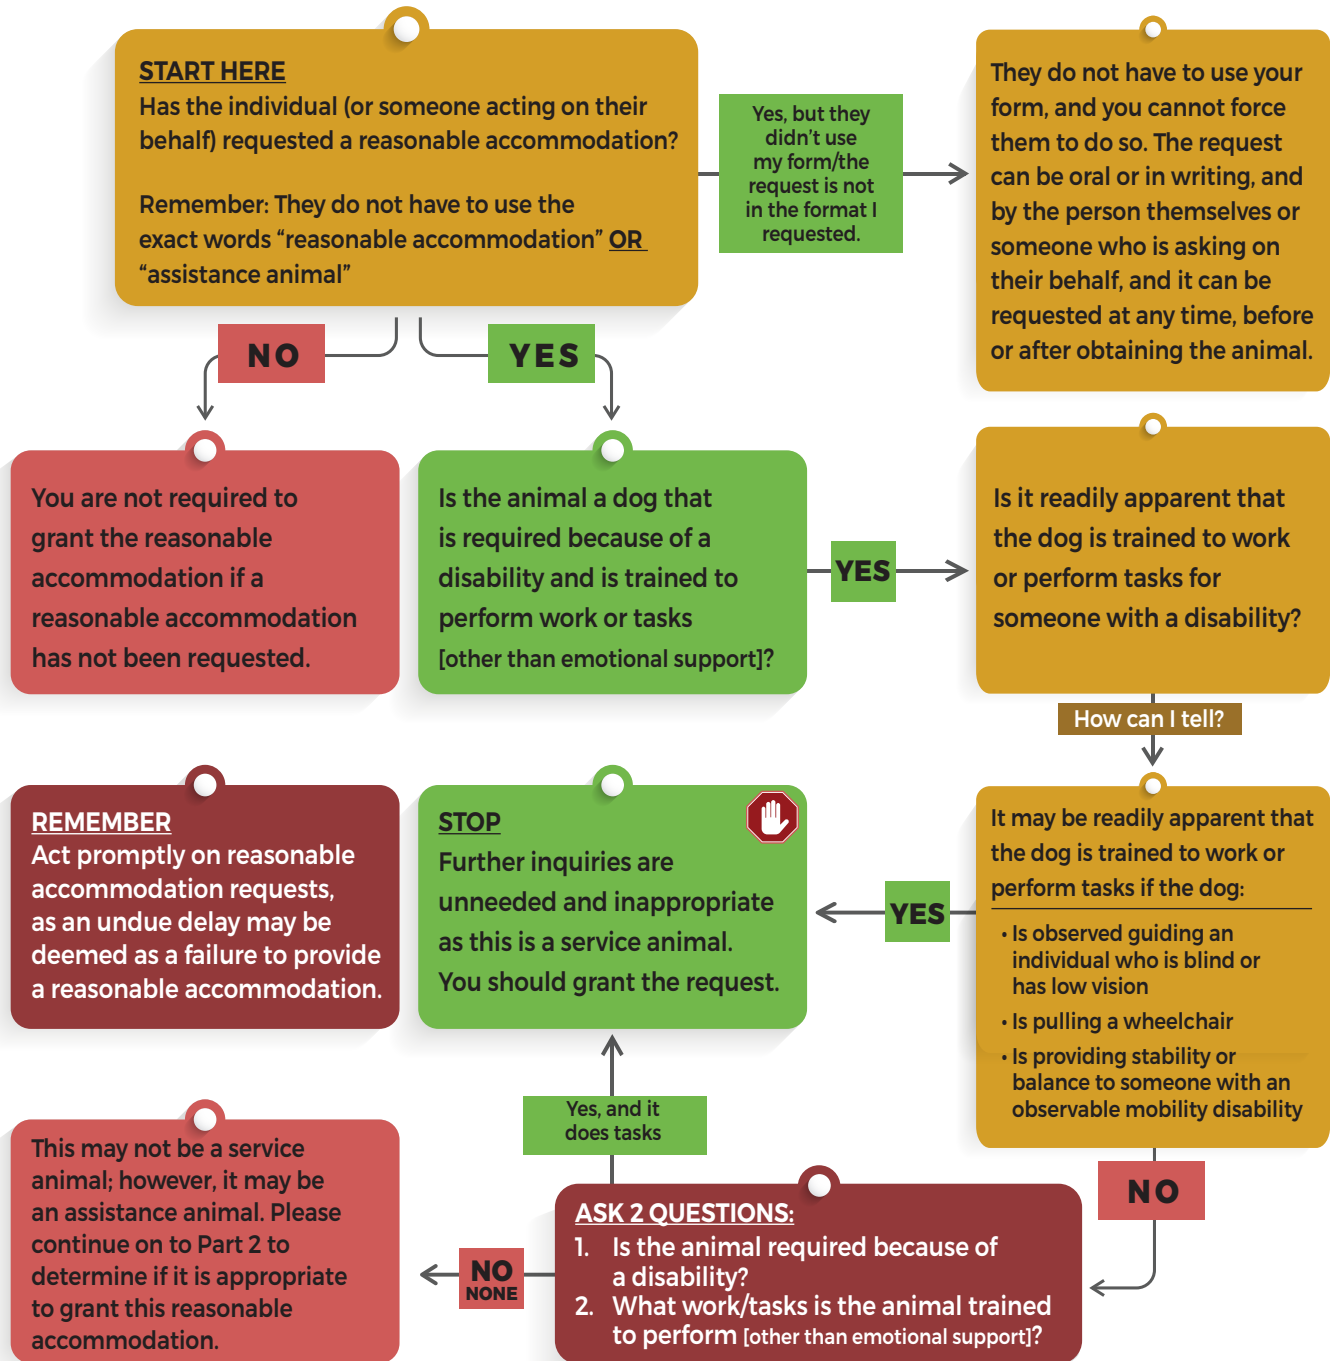 START HERE
Has the individual (or someone acting on their
behalf) requested a reasonable accommodation?
Remember: They do not have to use the
exact words “reasonable accommodation” OR
“assistance animal”
Yes, but they
didn’t use
my form/the
request is not
in the format I
requested.
They do not have to use your
form, and you cannot force
them to do so. The request
can be oral or in writing, and
by the person themselves or
someone who is asking on
their behalf, and it can be
requested at any time, before
or after obtaining the animal.
NO
YES
You are not required to
grant the reasonable
accommodation if a
reasonable accommodation
has not been requested.
Is the animal a dog that
is required because of a
disability and is trained to
perform work or tasks
[other than emotional support]?
YES
Is it readily apparent that
the dog is trained to work
or perform tasks for
someone with a disability?
How can I tell?
It may be readily apparent that
the dog is trained to work or
perform tasks if the dog:
• Is observed guiding an
individual who is blind or
has low vision
• Is pulling a wheelchair
• Is providing stability or
balance to someone with an
observable mobility disability
YES
STOP
Further inquiries are
unneeded and inappropriate
as this is a service animal.
You should grant the request.
REMEMBER
Act promptly on reasonable
accommodation requests,
as an undue delay may be
deemed as a failure to provide
a reasonable accommodation.
NO
ASK 2 QUESTIONS:
1. Is the animal required because of
a disability?
2. What work/tasks is the animal trained
to perform [other than emotional support]?
Yes, and it
does tasks
NO
NONE
This may not be a service
animal; however, it may be
an assistance animal. Please
continue on to Part 2 to
determine if it is appropriate
to grant this reasonable
accommodation.